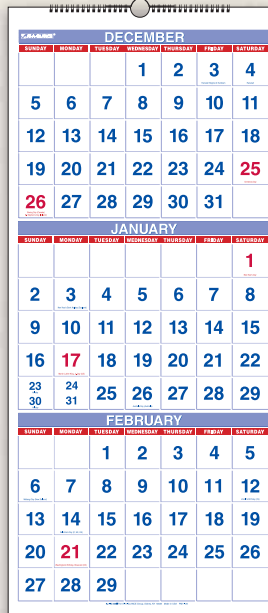 DECEMBER
SUNDAY MONDAY TUESDAY WEDNESDAY THURSDAY FRIDAY SATURDAY
1 2 3 4
5 6 7 8 9 10 11
12 13 14 15 16 17 18
19 20 21 22 23 24 25
26 27 28 29 30 31
JANUARY
SUNDAY MONDAY TUESDAY WEDNESDAY THURSDAY FRIDAY SATURDAY
1
2 3 4 5 6 7 8
9 10 11 12 13 14 15
16 17 18 19 20 21 22
23 24 25 26 27 28 29
30 31
FEBRUARY
SUNDAY MONDAY TUESDAY WEDNESDAY THURSDAY FRIDAY SATURDAY
1 2 3 4 5
6 7 8 9 10 11 12
13 14 15 16 17 18 19
20 21 22 23 24 25 26
27 28 29